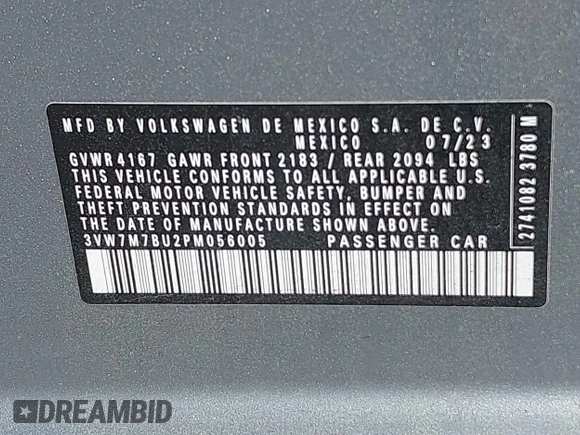 MFD BY VOLKSWAGEN DE MEXICO S.A. DE C.V.
MEXICO 07/23
GVWR 4167 GAWR FRONT 2183 / REAR 2094 LBS
THIS VEHICLE CONFORMS TO ALL APPLICABLE U.S.
FEDERAL MOTOR VEHICLE SAFETY, BUMPER AND
THEFT PREVENTION STANDARDS IN EFFECT ON
THE DATE OF MANUFACTURE SHOWN ABOVE.
3VW7M7BU2PM056005 PASSENGER CAR
2741082 3780 M
DREAMBID